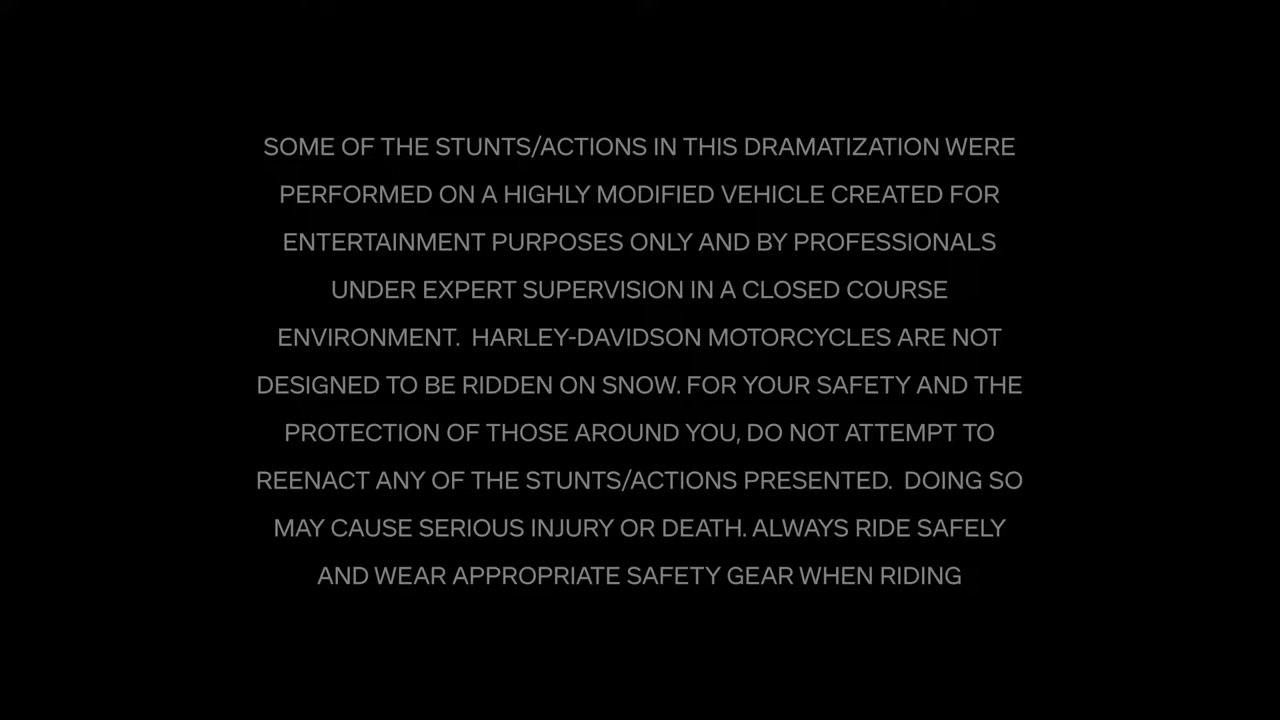 SOME OF THE STUNTS/ACTIONS IN THIS DRAMATIZATION WERE
PERFORMED ON A HIGHLY MODIFIED VEHICLE CREATED FOR
ENTERTAINMENT PURPOSES ONLY AND BY PROFESSIONALS
UNDER EXPERT SUPERVISION IN A CLOSED COURSE
ENVIRONMENT.  HARLEY-DAVIDSON MOTORCYCLES ARE NOT
DESIGNED TO BE RIDDEN ON SNOW. FOR YOUR SAFETY AND THE
PROTECTION OF THOSE AROUND YOU, DO NOT ATTEMPT TO
REENACT ANY OF THE STUNTS/ACTIONS PRESENTED.  DOING SO
MAY CAUSE SERIOUS INJURY OR DEATH. ALWAYS RIDE SAFELY
AND WEAR APPROPRIATE SAFETY GEAR WHEN RIDING